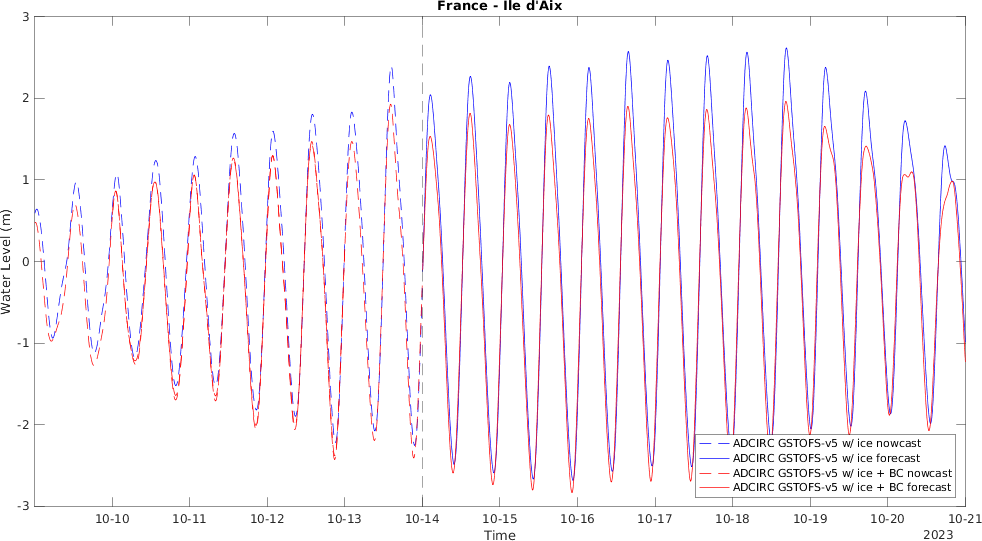 France - Ile d'Aix
3
2
1
0
-1
-2
-3
Water Level (m)
ADCIRC GSTOFS-v5 w/ ice nowcast
ADCIRC GSTOFS-v5 w/ ice forecast
ADCIRC GSTOFS-v5 w/ ice + BC nowcast
ADCIRC GSTOFS-v5 w/ ice + BC forecast
10-10 10-11 10-12 10-13 10-14 10-15 10-16 10-17 10-18 10-19 10-20 10-21
Time
2023